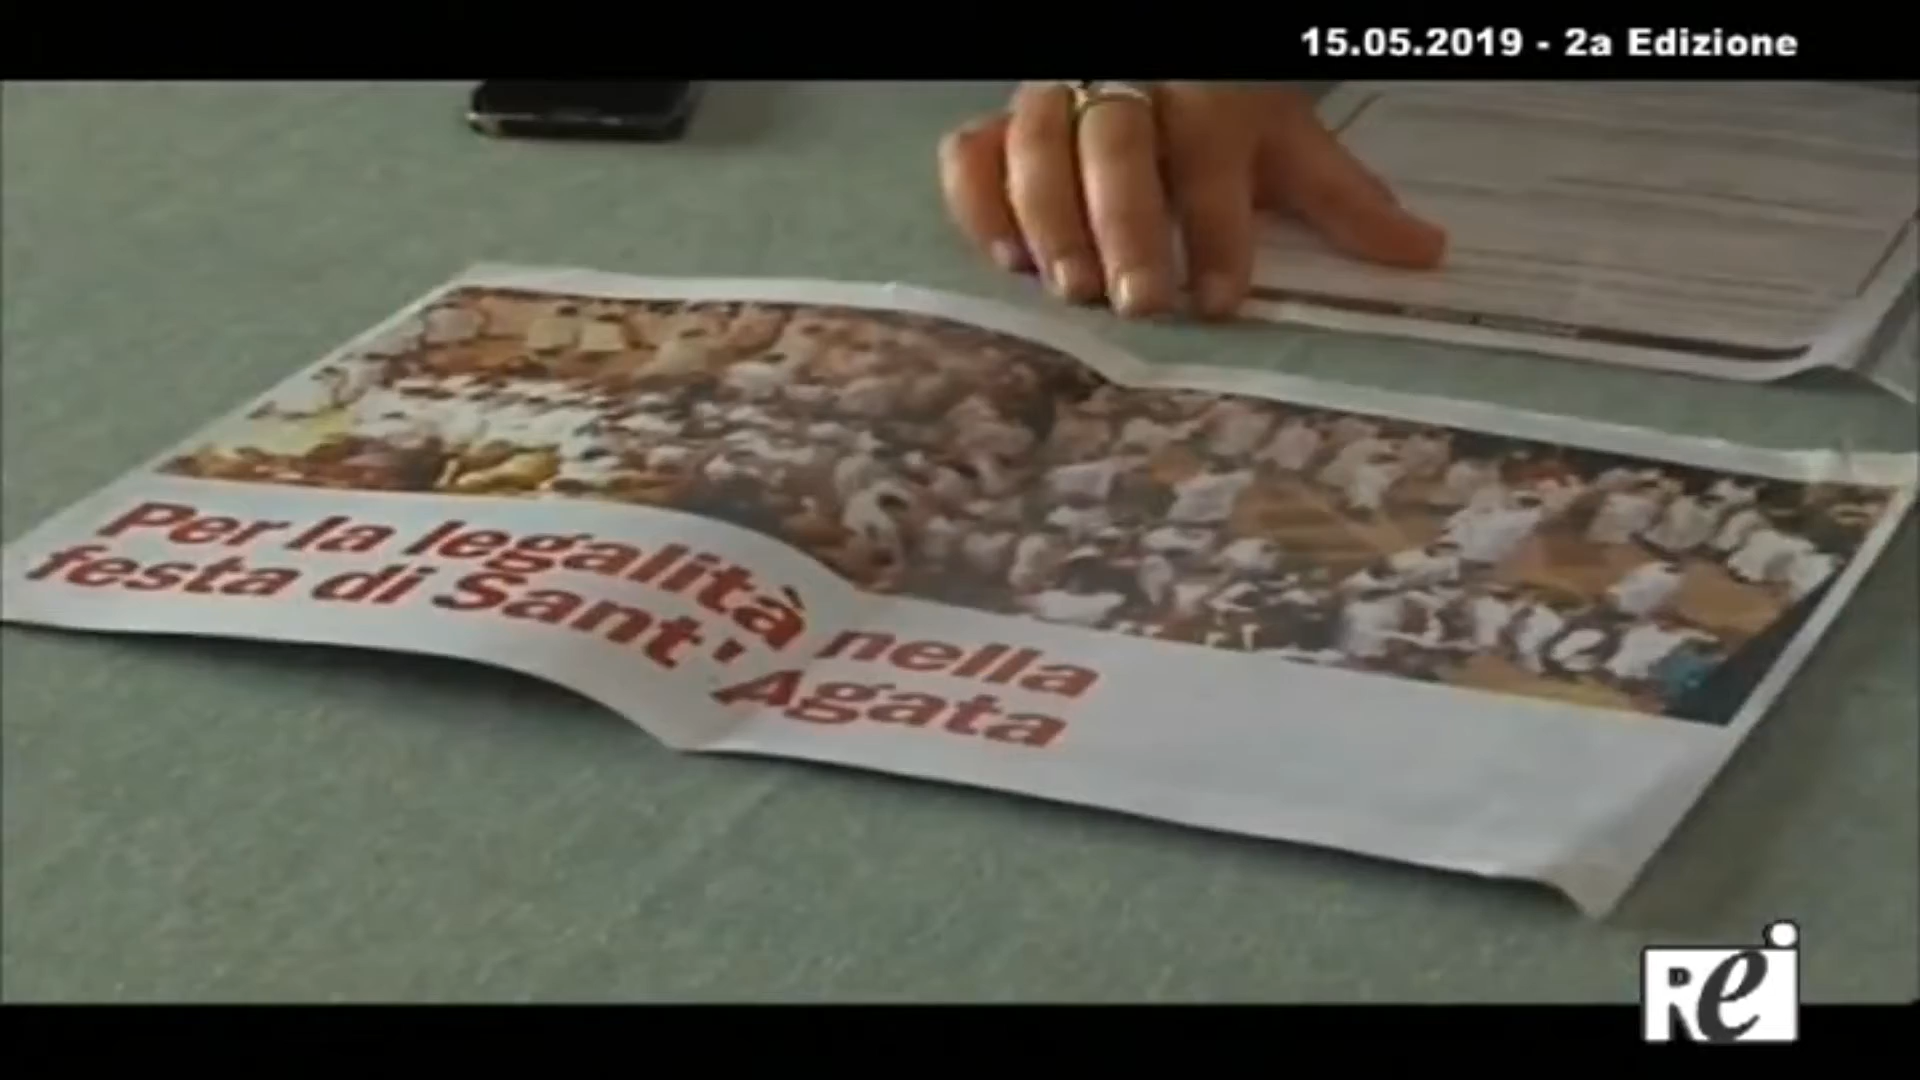 15.05.2019 - 2a Edizione
Per la legalità nella
festa di Sant'Agata
Rei